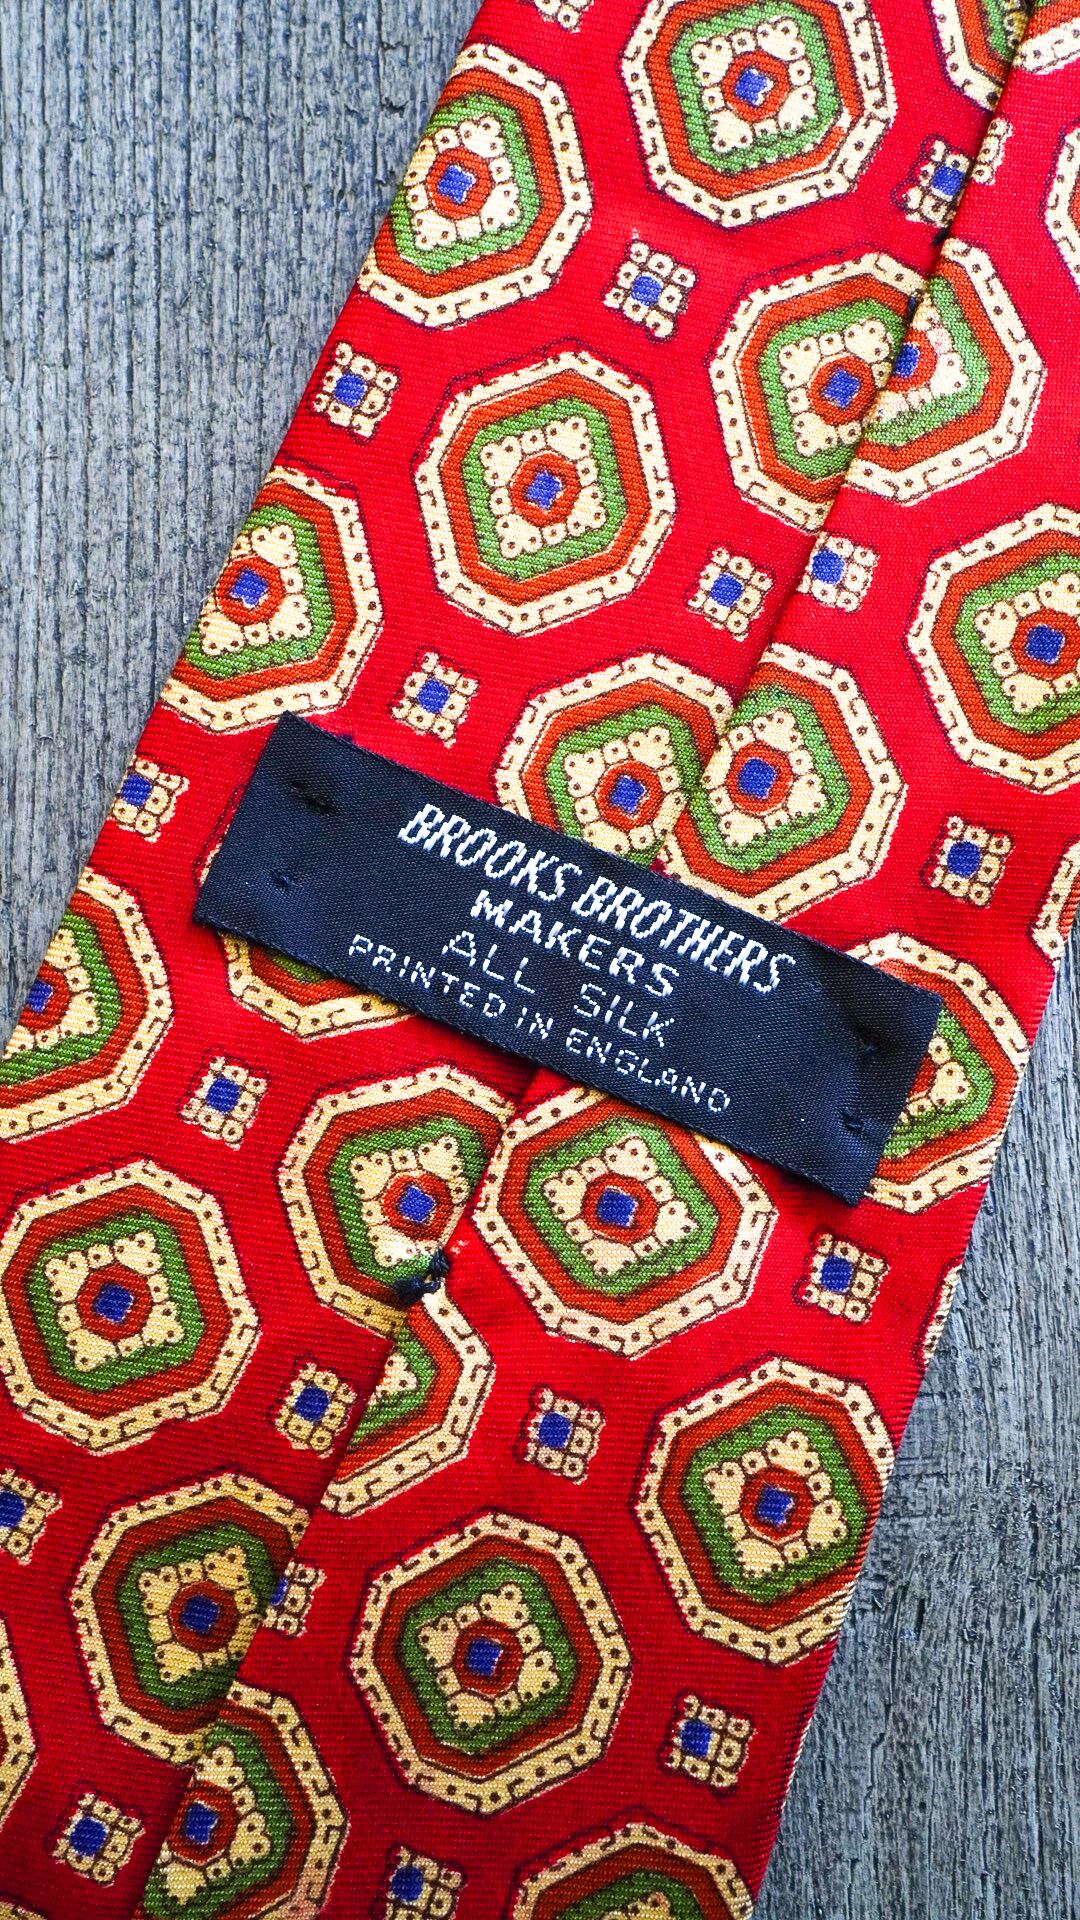 BROOKS BROTHERS
MAKERS
ALL SILK
PRINTED IN ENGLAND